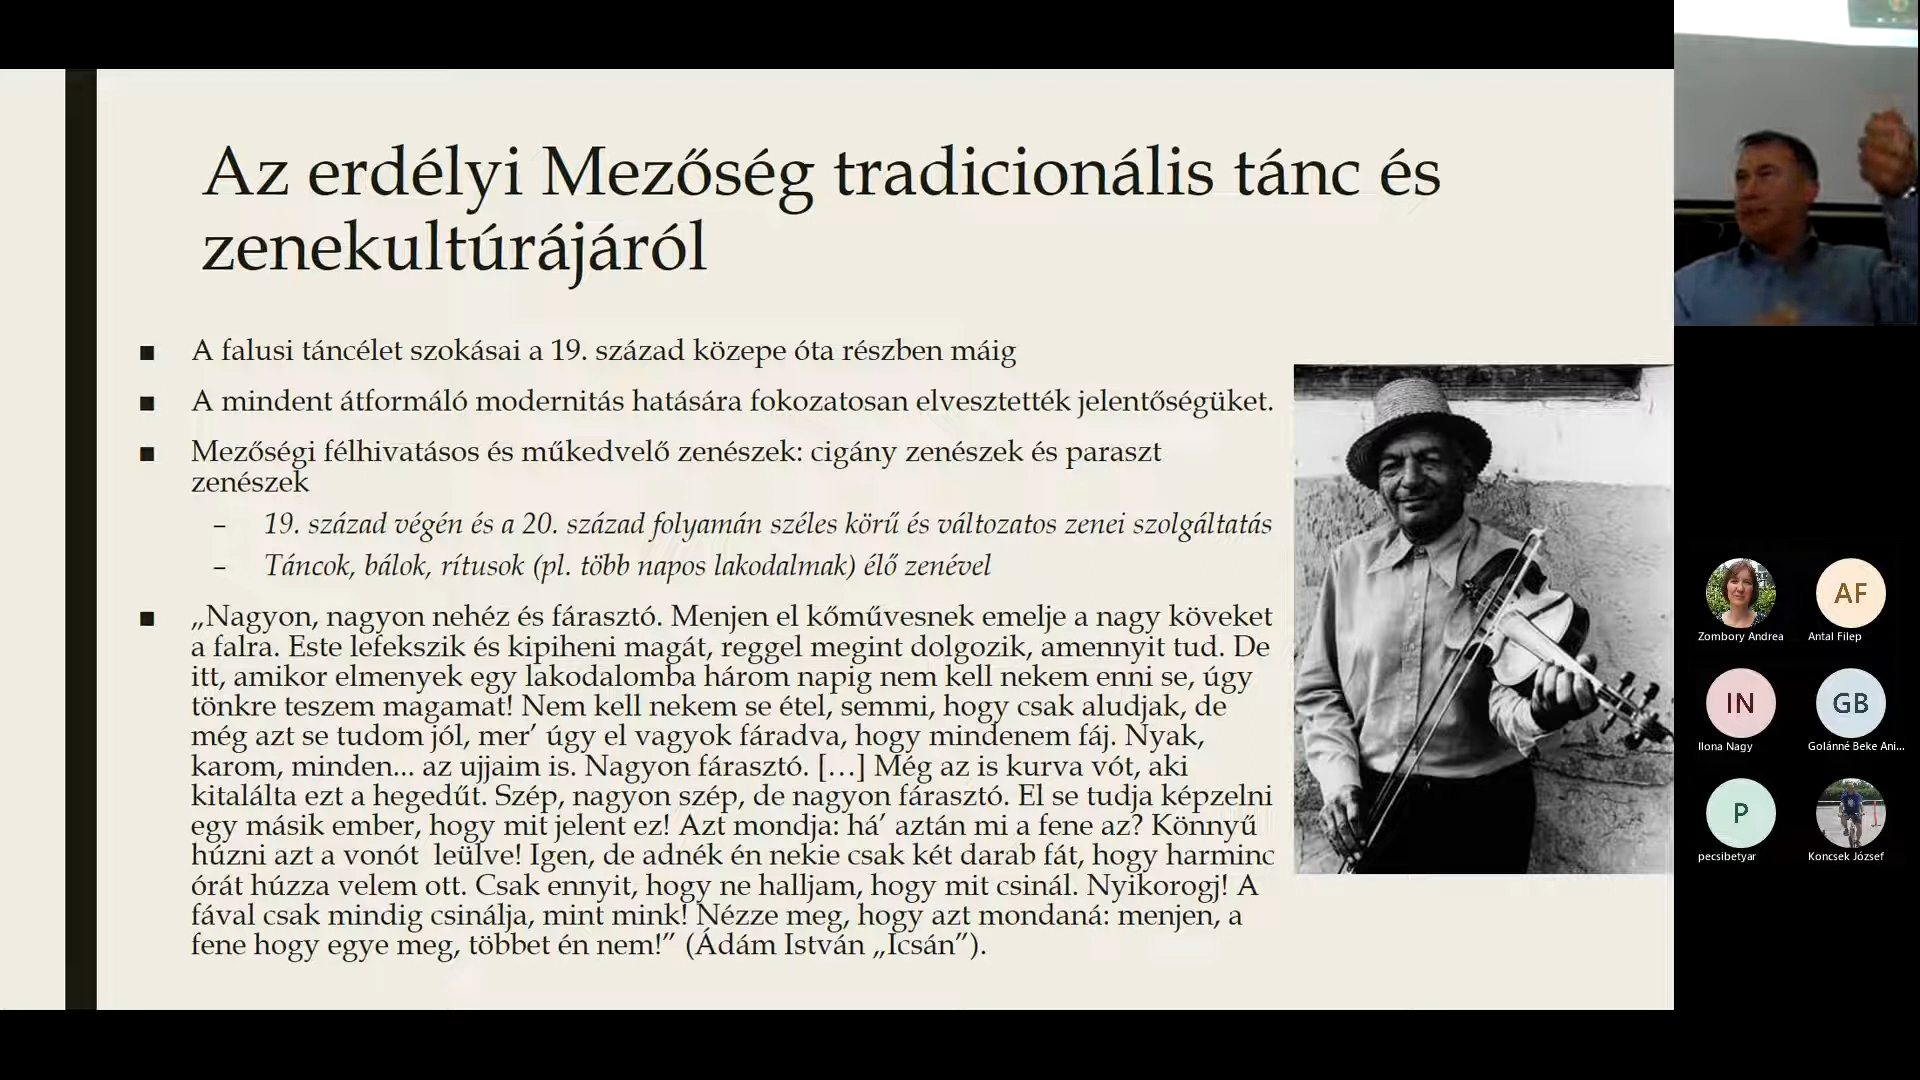 Az erdélyi Mezőség tradicionális tánc és
zenekultúrájáról
■ A falusi táncélet szokásai a 19. század közepe óta részben máig
■ A mindent átformáló modernitás hatására fokozatosan elvesztették jelentőségüket.
■ Mezőségi félhivatásos és műkedvelő zenészek: cigány zenészek és paraszt
zenészek
– 19. század végén és a 20. század folyamán széles körű és változatos zenei szolgáltatás
– Táncok, bálok, rítusok (pl. több napos lakodalmak) élő zenével
■ „Nagyon, nagyon nehéz és fárasztó. Menjen el kőművesnek emelje a nagy köveket
a falra. Este lefekszik és kipiheni magát, reggel megint dolgozik, amennyit tud. De
itt, amikor elmenyek egy lakodalomba három napig nem kell nekem enni se, úgy
tönkre teszem magamat! Nem kell nekem se étel, semmi, hogy csak aludjak, de
még azt se tudom jól, mer’ úgy el vagyok fáradva, hogy mindenem fáj. Nyak,
karom, minden... az ujjaim is. Nagyon fárasztó. […] Még az is kurva vót, aki
kitalálta ezt a hegedűt. Szép, nagyon szép, de nagyon fárasztó. El se tudja képzelni
egy másik ember, hogy mit jelent ez! Azt mondja: há’ aztán mi a fene az? Könnyű
húzni azt a vonót leülve! Igen, de adnék én nekie csak két darab fát, hogy harminc
órát húzza velem ott. Csak ennyit, hogy ne halljam, hogy mit csinál. Nyikorogj! A
fával csak mindig csinálja, mint mink! Nézze meg, hogy azt mondaná: menjen, a
fene hogy egye meg, többet én nem!” (Ádám István „Icsán”).
AF
Zombory Andrea
Antal Filep
IN
GB
Ilona Nagy
Golánné Beke Ani...
P
pecsibetyar
Koncsek József